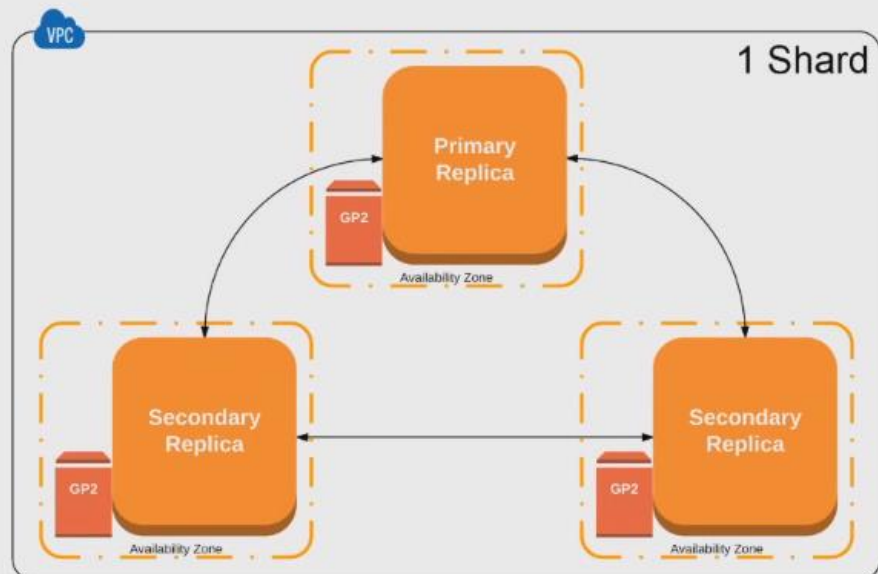 VPC
1 Shard
Primary
Replica
GP2
Availability Zone
Secondary
Replica
GP2
Availability Zone
Secondary
Replica
GP2
Availability Zone